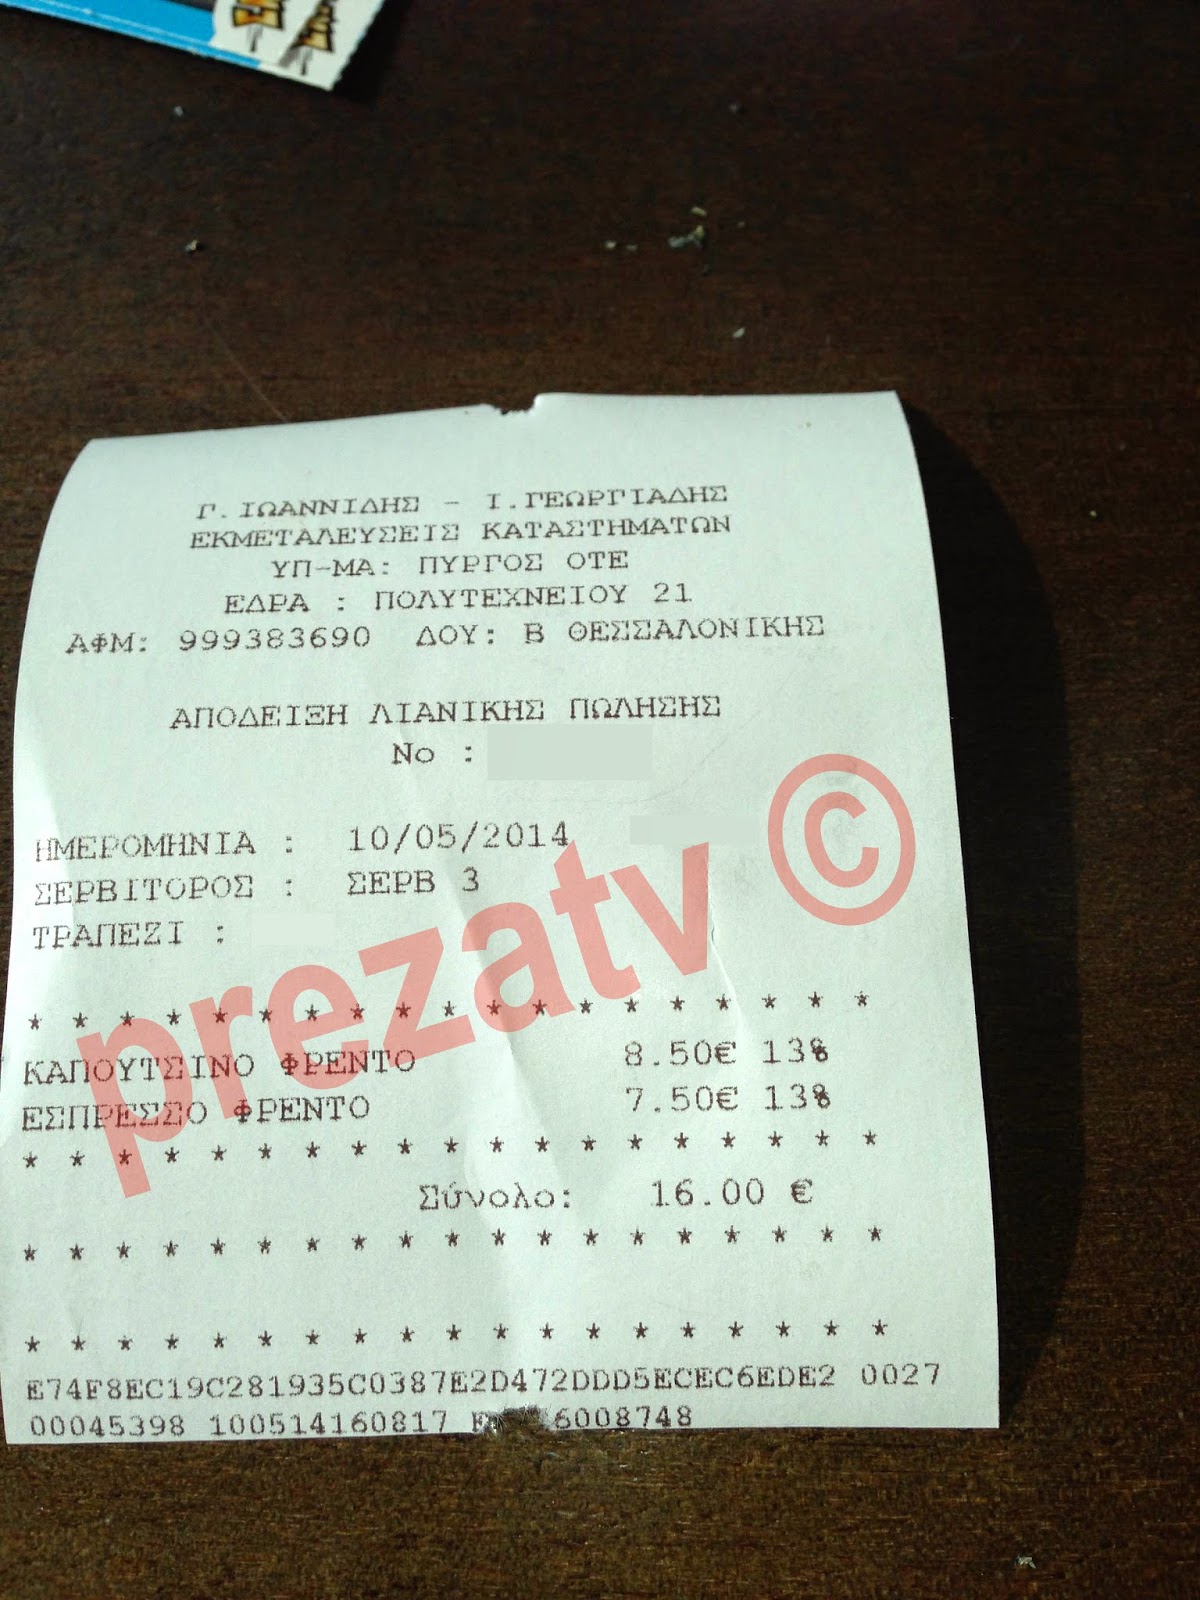 Γ.ΙΩΑΝΝΙΔΗΣ - Ι.ΓΕΩΡΓΙΑΔΗΣ
ΕΚΜΕΤΑΛΕΥΣΕΙΣ ΚΑΤΑΣΤΗΜΑΤΩΝ
ΥΠ-ΜΑ: ΠΥΡΓΟΣ ΟΤΕ
ΕΔΡΑ : ΠΟΛΥΤΕΧΝΕΙΟΥ 21
ΑΦΜ: 999383690 ΔΟΥ: Β ΘΕΣΣΑΛΟΝΙΚΗΣ
ΑΠΟΔΕΙΞΗ ΛΙΑΝΙΚΗΣ ΠΩΛΗΣΗΣ
No :
ΗΜΕΡΟΜΗΝΙΑ : 10/05/2014
ΣΕΡΒΙΤΟΡΟΣ : ΣΕΡΒ 3
ΤΡΑΠΕΖΙ :
prezatv ©
* * * * * * * * * * * * * * * * * * *
ΚΑΠΟΥΤΣΙΝΟ ΦΡΕΝΤΟ 8.50€ 13%
ΕΣΠΡΕΣΣΟ ΦΡΕΝΤΟ 7.50€ 13%
* * * * * * * * * * * * * * * * * * *
Σύνολο: 16.00 €
* * * * * * * * * * * * * * * * * * *
* * * * * * * * * * * * * * * * * * *
E74F8EC19C281935C0387E2D472DDD5ECEC6EDE2 0027
00045398 100514160817